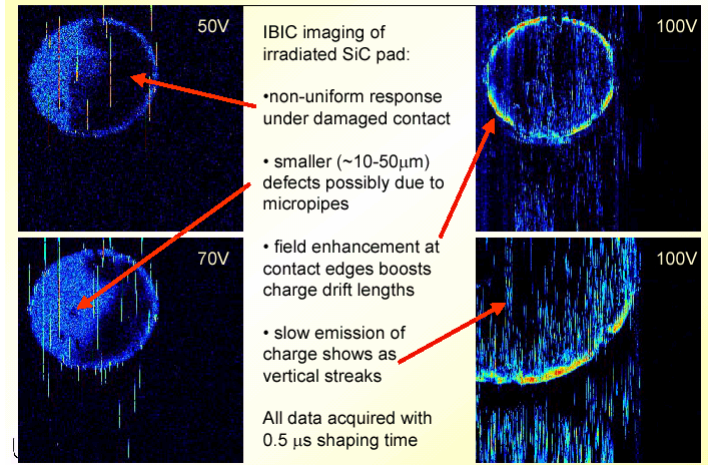 50V
IBIC imaging of
irradiated SiC pad:
•non-uniform response
under damaged contact
• smaller (~10-50μm)
defects possibly due to
micropipes
• field enhancement at
contact edges boosts
charge drift lengths
• slow emission of
charge shows as
vertical streaks
All data acquired with
0.5 μs shaping time
100V
70V
100V